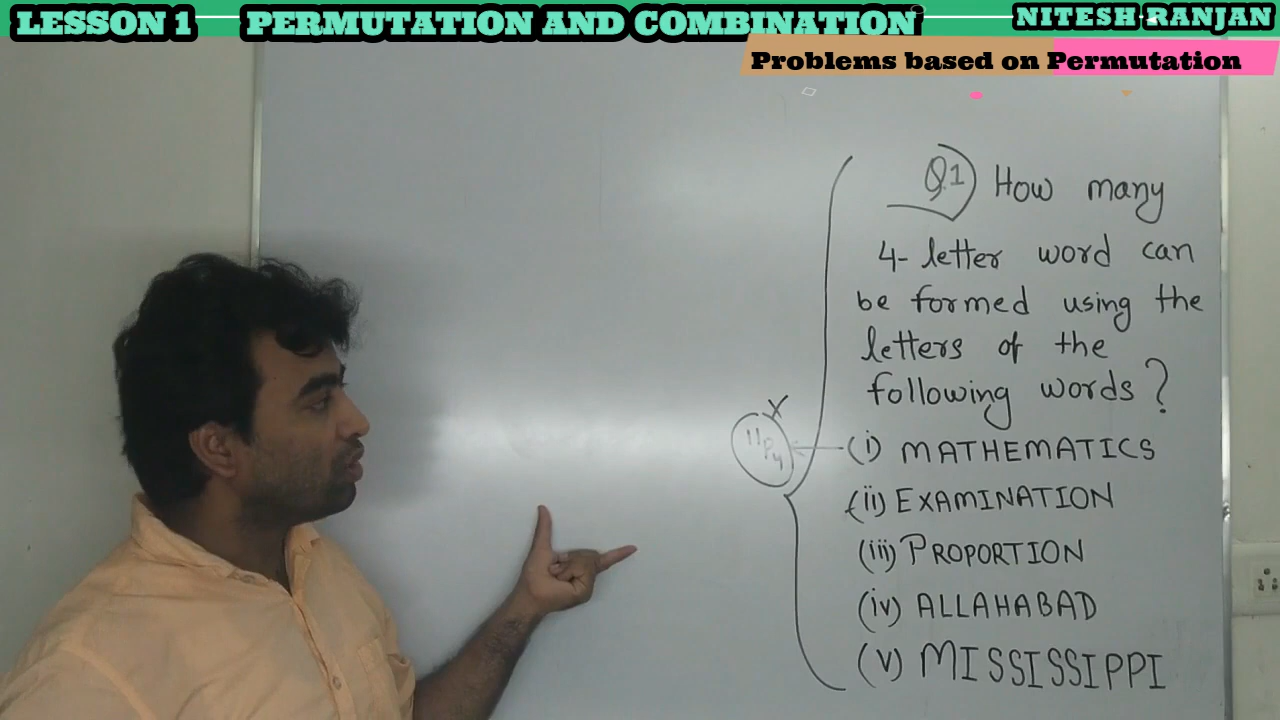 LESSON 1 PERMUTATION AND COMBINATION NITESH RANJAN
Problems based on Permutation
Q.1 How many
4- letter word can
be formed using the
letters of the
following words?
11P4 X
(i) MATHEMATICS
(ii) EXAMINATION
(iii) PROPORTION
(iv) ALLAHABAD
(v) MISSISSIPPI